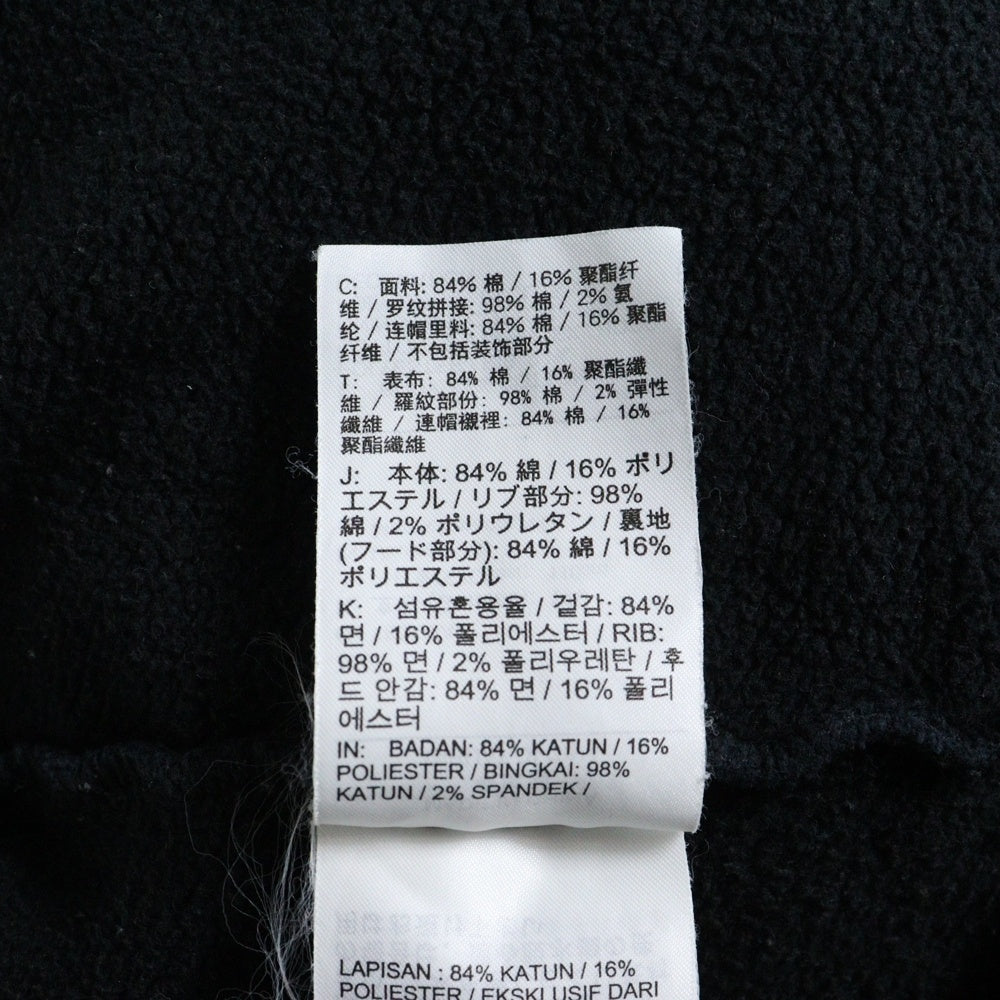 C: 面料: 84% 棉 / 16% 聚酯纤
维 / 罗纹拼接: 98% 棉 / 2% 氨
纶 / 连帽里料: 84% 棉 / 16% 聚酯
纤维 / 不包括装饰部分
T: 表布: 84% 棉 / 16% 聚酯纖
維 / 羅紋部份: 98% 棉 / 2% 彈性
纖維 / 連帽襯裡: 84% 棉 / 16%
聚酯纖維
J: 本体: 84% 綿 / 16% ポリ
エステル / リブ部分: 98%
綿 / 2% ポリウレタン / 裏地
(フード部分): 84% 綿 / 16%
ポリエステル
K: 섬유혼용율 / 겉감: 84%
면 / 16% 폴리에스터 / RIB:
98% 면 / 2% 폴리우레탄 / 후
드 안감: 84% 면 / 16% 폴리
에스터
IN: BADAN: 84% KATUN / 16%
POLIESTER / BINGKAI: 98%
KATUN / 2% SPANDEK /
LAPISAN : 84% KATUN / 16%
POLIESTER / EKSKLUSIF DARI